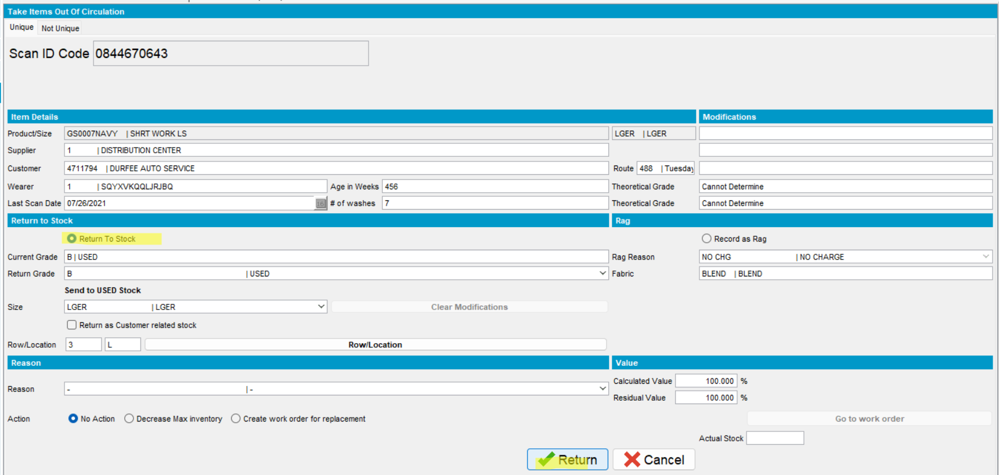 Take Items Out Of Circulation
Unique Not Unique
Scan ID Code 0844670643
Item Details Modifications
Product/Size GS0007NAVY | SHRT WORK LS LGER | LGER
Supplier 1 | DISTRIBUTION CENTER
Customer 4711794 | DURFEE AUTO SERVICE Route 488 | Tuesday
Wearer 1 | SQYXVKQQLJRJBQ Age in Weeks 456 Theoretical Grade Cannot Determine
Last Scan Date 07/26/2021 16 # of washes 7 Theoretical Grade Cannot Determine
Return to Stock Rag
Return To Stock Record as Rag
Current Grade B | USED Rag Reason NO CHG | NO CHARGE
Return Grade B | USED Fabric BLEND | BLEND
Send to USED Stock
Size LGER | LGER Clear Modifications
Return as Customer related stock
Row/Location 3 L Row/Location
Reason Value
Calculated Value 100.000 %
Reason - | -
Residual Value 100.000 %
Action No Action Decrease Max inventory Create work order for replacement Go to work order
Actual Stock
Return Cancel